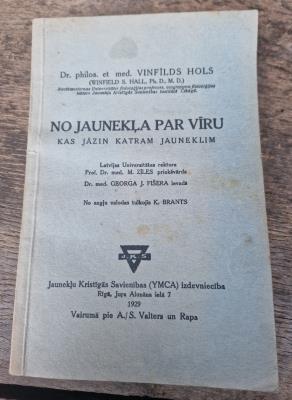 Dr. philos. et med. VINFILDS HOLS
(WINFIELD S. HALL, Ph. D., M. D.)
NO JAUNEKĻA PAR VĪRU
KAS JĀZIN KATRAM JAUNEKLIM
Latvijas Universitātes rektora
Prof. Dr. med. M. ZĪLES priekšvārds
Dr. med. GEORGA J. FIŠERA ievads
No angļu valodas tulkojis K. BRANTS
J.K.S
Jaunekļu Kristīgās Savienības (YMCA) izdevniecība
Rīgā, Jura Alunāna ielā 7
1929
Vairumā pie A./S. Valters un Rapa